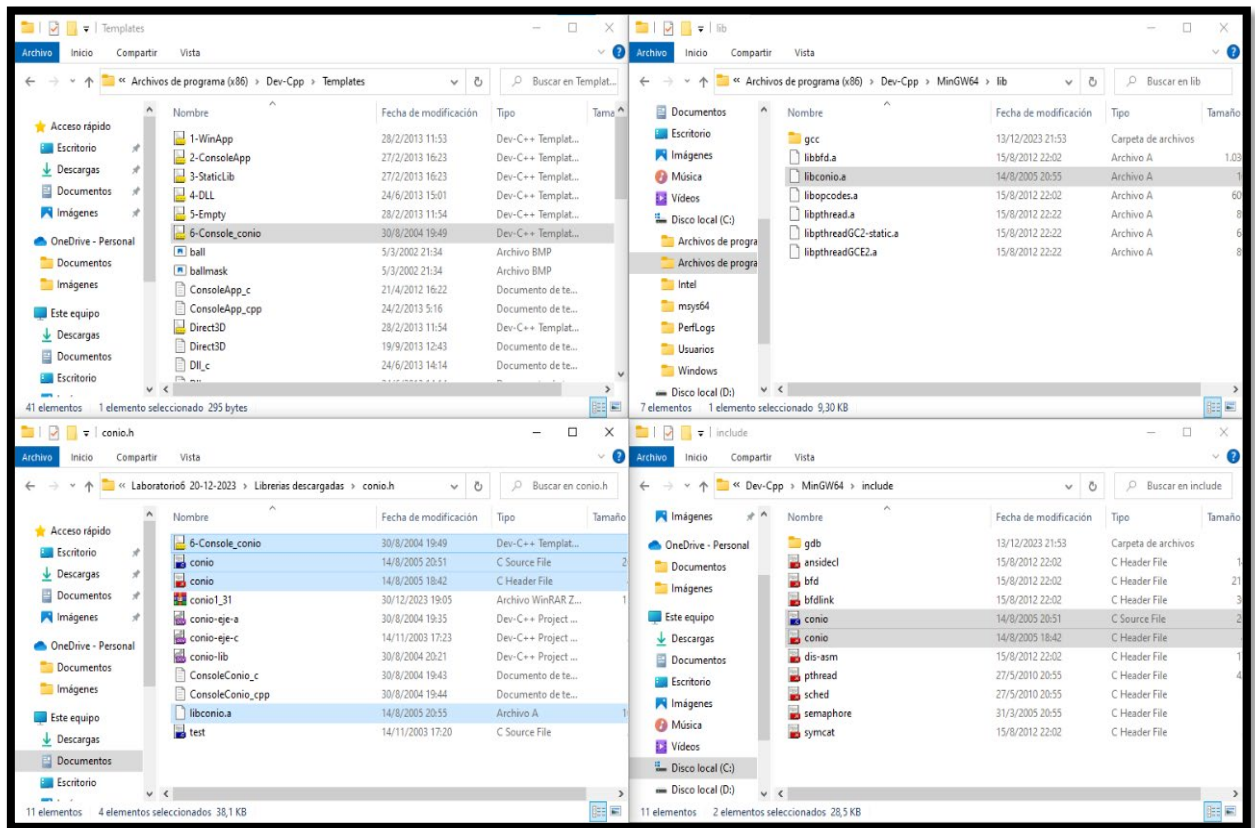 Templates
Archivo Inicio Compartir Vista
« Archivos de programa (x86) > Dev-Cpp > Templates
Buscar en Templat...
Nombre Fecha de modificación Tipo Tama
Acceso rápido
Escritorio
Descargas
Documentos
Imágenes
OneDrive - Personal
Documentos
Imágenes
Este equipo
Descargas
Documentos
Escritorio
1-WinApp 28/2/2013 11:53 Dev-C++ Templat...
2-ConsoleApp 27/2/2013 16:23 Dev-C++ Templat...
3-StaticLib 27/2/2013 16:23 Dev-C++ Templat...
4-DLL 24/6/2013 15:01 Dev-C++ Templat...
5-Empty 28/2/2013 11:54 Dev-C++ Templat...
6-Console_conio 30/8/2004 19:49 Dev-C++ Templat...
ball 5/3/2002 21:34 Archivo BMP
ballmask 5/3/2002 21:34 Archivo BMP
ConsoleApp_c 21/4/2012 16:22 Documento de te...
ConsoleApp_cpp 24/2/2013 5:16 Documento de te...
Direct3D 28/2/2013 11:54 Dev-C++ Templat...
Direct3D 19/9/2013 12:43 Documento de te...
Dll_c 24/6/2013 14:14 Documento de te...
41 elementos 1 elemento seleccionado 295 bytes
lib
Archivo Inicio Compartir Vista
« Archivos de programa (x86) > Dev-Cpp > MinGW64 > lib
Buscar en lib
Nombre Fecha de modificación Tipo Tamaño
Documentos
Escritorio
Imágenes
Música
Vídeos
Disco local (C:)
Archivos de progra
Archivos de progra
Intel
msys64
PerfLogs
Usuarios
Windows
Disco local (D:)
gcc 13/12/2023 21:53 Carpeta de archivos
libbfd.a 15/8/2012 22:02 Archivo A 1.03
libconio.a 14/8/2005 20:55 Archivo A 1
libopcodes.a 15/8/2012 22:02 Archivo A 60
libpthread.a 15/8/2012 22:22 Archivo A 8
libpthreadGC2-static.a 15/8/2012 22:22 Archivo A 6
libpthreadGCE2.a 15/8/2012 22:22 Archivo A 8
7 elementos 1 elemento seleccionado 9,30 KB
conio.h
Archivo Inicio Compartir Vista
« Laboratorio6 20-12-2023 > Librerias descargadas > conio.h
Buscar en conio.h
Nombre Fecha de modificación Tipo Tamaño
Acceso rápido
Escritorio
Descargas
Documentos
Imágenes
OneDrive - Personal
Documentos
Imágenes
Este equipo
Descargas
Documentos
Escritorio
6-Console_conio 30/8/2004 19:49 Dev-C++ Templat...
conio 14/8/2005 20:51 C Source File 2
conio 14/8/2005 18:42 C Header File
conio1_31 30/12/2023 19:05 Archivo WinRAR Z... 1
conio-eje-a 30/8/2004 19:35 Dev-C++ Project ...
conio-eje-c 14/11/2003 17:23 Dev-C++ Project ...
conio-lib 30/8/2004 20:21 Dev-C++ Project ...
ConsoleConio_c 30/8/2004 19:43 Documento de te...
ConsoleConio_cpp 30/8/2004 19:44 Documento de te...
libconio.a 14/8/2005 20:55 Archivo A 1
test 14/11/2003 17:20 C Source File
11 elementos 4 elementos seleccionados 38,1 KB
include
Archivo Inicio Compartir Vista
« Dev-Cpp > MinGW64 > include
Buscar en include
Nombre Fecha de modificación Tipo Tamaño
Imágenes
OneDrive - Personal
Documentos
Imágenes
Este equipo
Descargas
Documentos
Escritorio
Imágenes
Música
Vídeos
Disco local (C:)
Disco local (D:)
gdb 13/12/2023 21:53 Carpeta de archivos
ansidecl 15/8/2012 22:02 C Header File 1
bfd 15/8/2012 22:02 C Header File 21
bfdlink 15/8/2012 22:02 C Header File 3
conio 14/8/2005 20:51 C Source File 2
conio 14/8/2005 18:42 C Header File
dis-asm 15/8/2012 22:02 C Header File 1
pthread 27/5/2010 20:55 C Header File 4
sched 27/5/2010 20:55 C Header File
semaphore 31/3/2005 20:55 C Header File
symcat 15/8/2012 22:02 C Header File
11 elementos 2 elementos seleccionados 28,5 KB